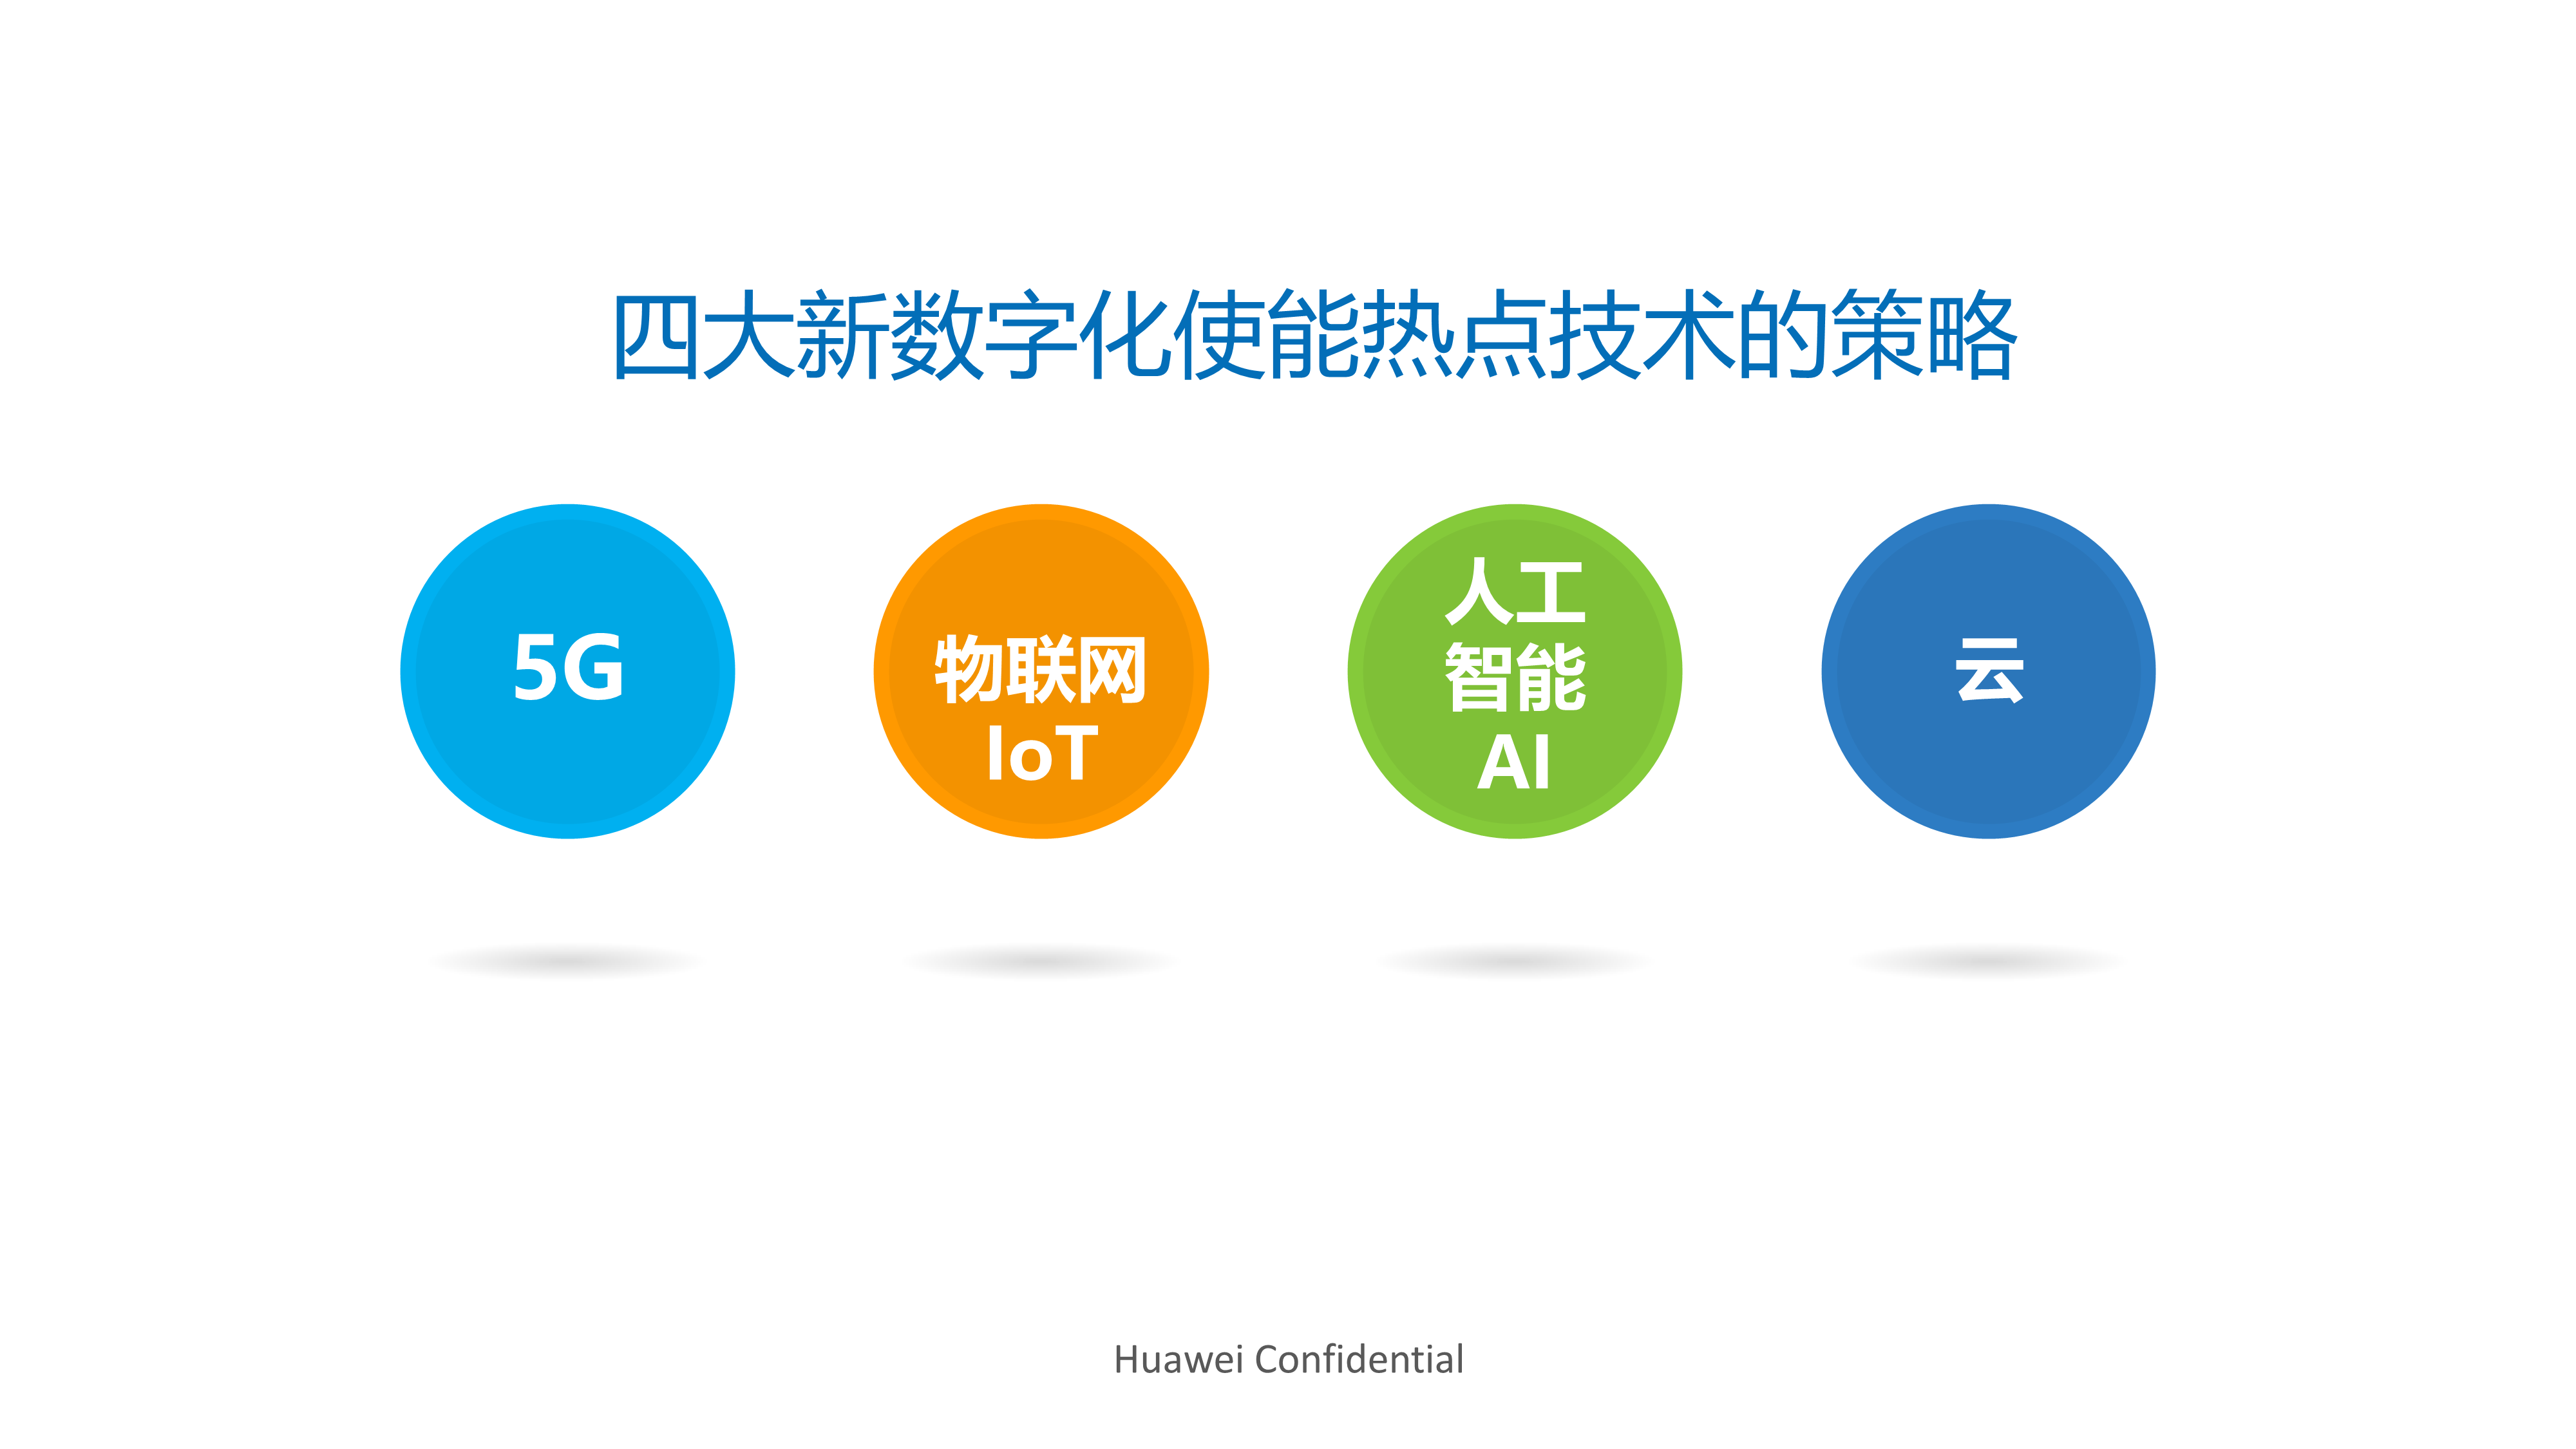 四大新数字化使能热点技术的策略
5G
物联网
IoT
人工
智能
AI
云
Huawei Confidential